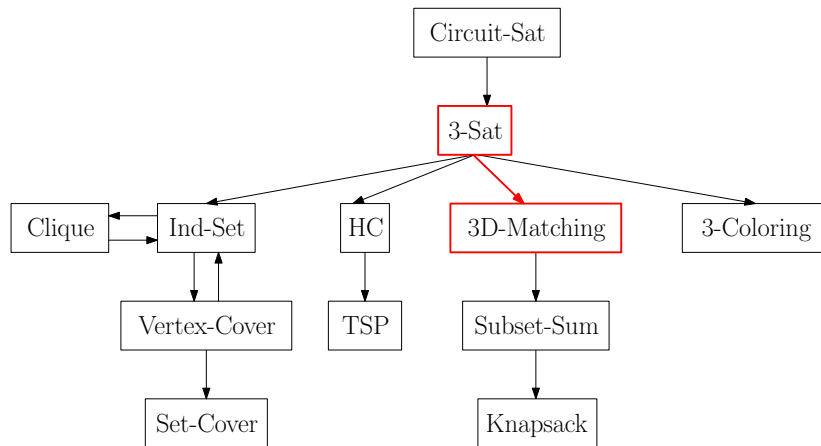 Circuit-Sat
3-Sat
Clique
Ind-Set
HC
3D-Matching
3-Coloring
Vertex-Cover
TSP
Subset-Sum
Set-Cover
Knapsack